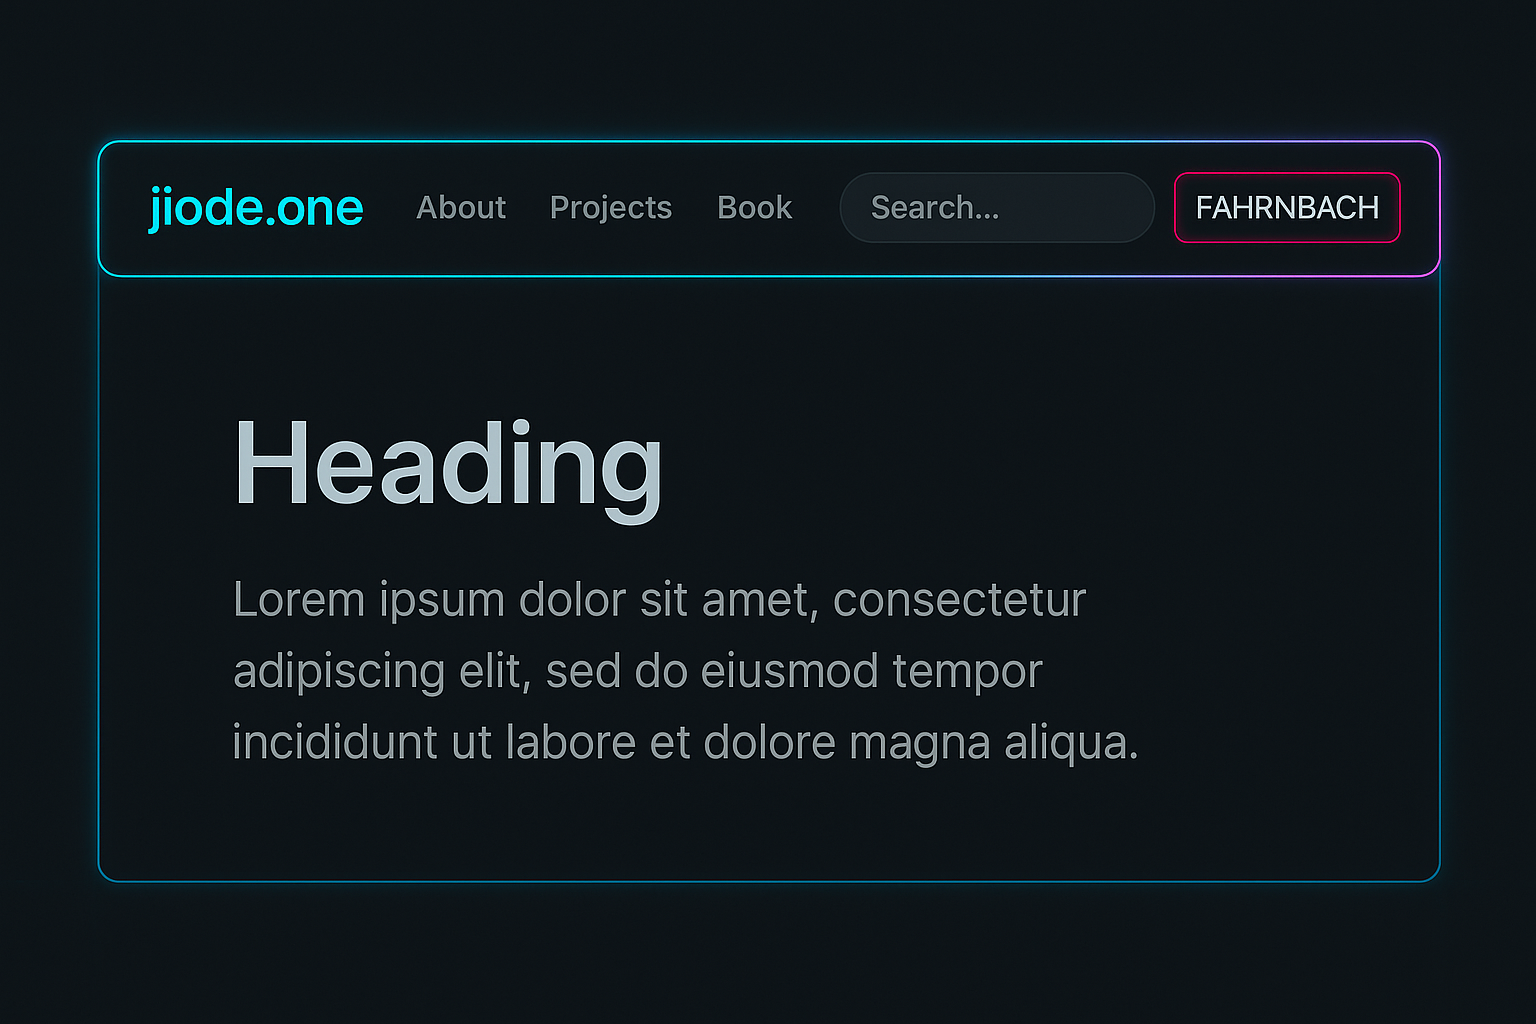 jiode.one About Projects Book Search... FAHRNBACH
Heading
Lorem ipsum dolor sit amet, consectetur
adipiscing elit, sed do eiusmod tempor
incididunt ut labore et dolore magna aliqua.